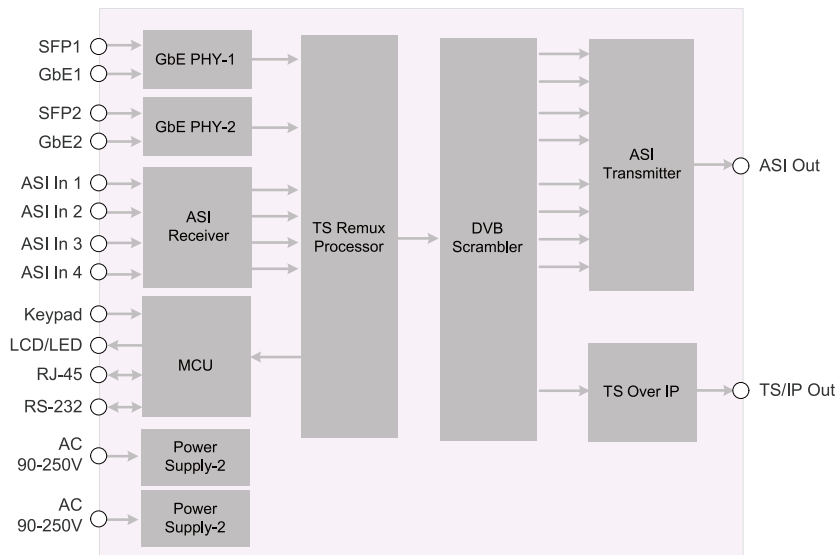 SFP1
GbE1
GbE PHY-1
SFP2
GbE2
GbE PHY-2
ASI In 1
ASI In 2
ASI In 3
ASI In 4
ASI
Receiver
Keypad
LCD/LED
RJ-45
RS-232
MCU
AC
90-250V
Power
Supply-2
AC
90-250V
Power
Supply-2
TS Remux
Processor
DVB
Scrambler
ASI
Transmitter
ASI Out
TS Over IP
TS/IP Out